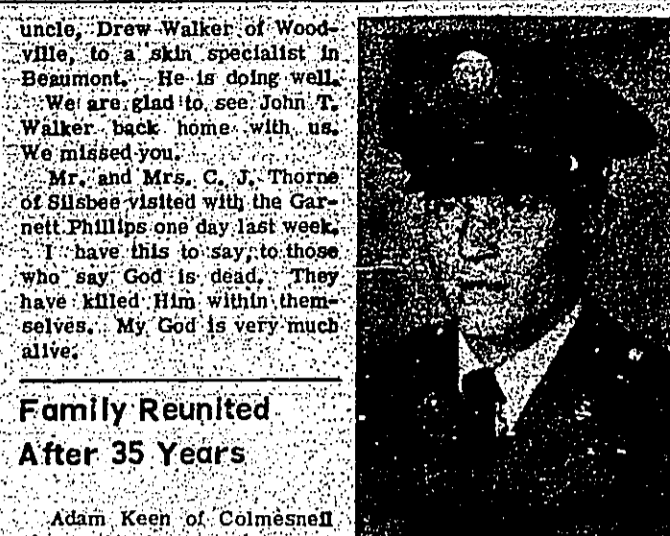 uncle, Drew Walker of Wood-
ville, to a skin specialist in
Beaumont. He is doing well.
We are glad to see John T.
Walker back home with us.
We missed you.
Mr. and Mrs. C. J. Thorne
of Silsbee visited with the Gar-
nett Phillips one day last week.
I have this to say, to those
who say God is dead. They
have killed Him within them-
selves. My God is very much
alive.
Family Reunited
After 35 Years
Adam Keen of Colmesneil